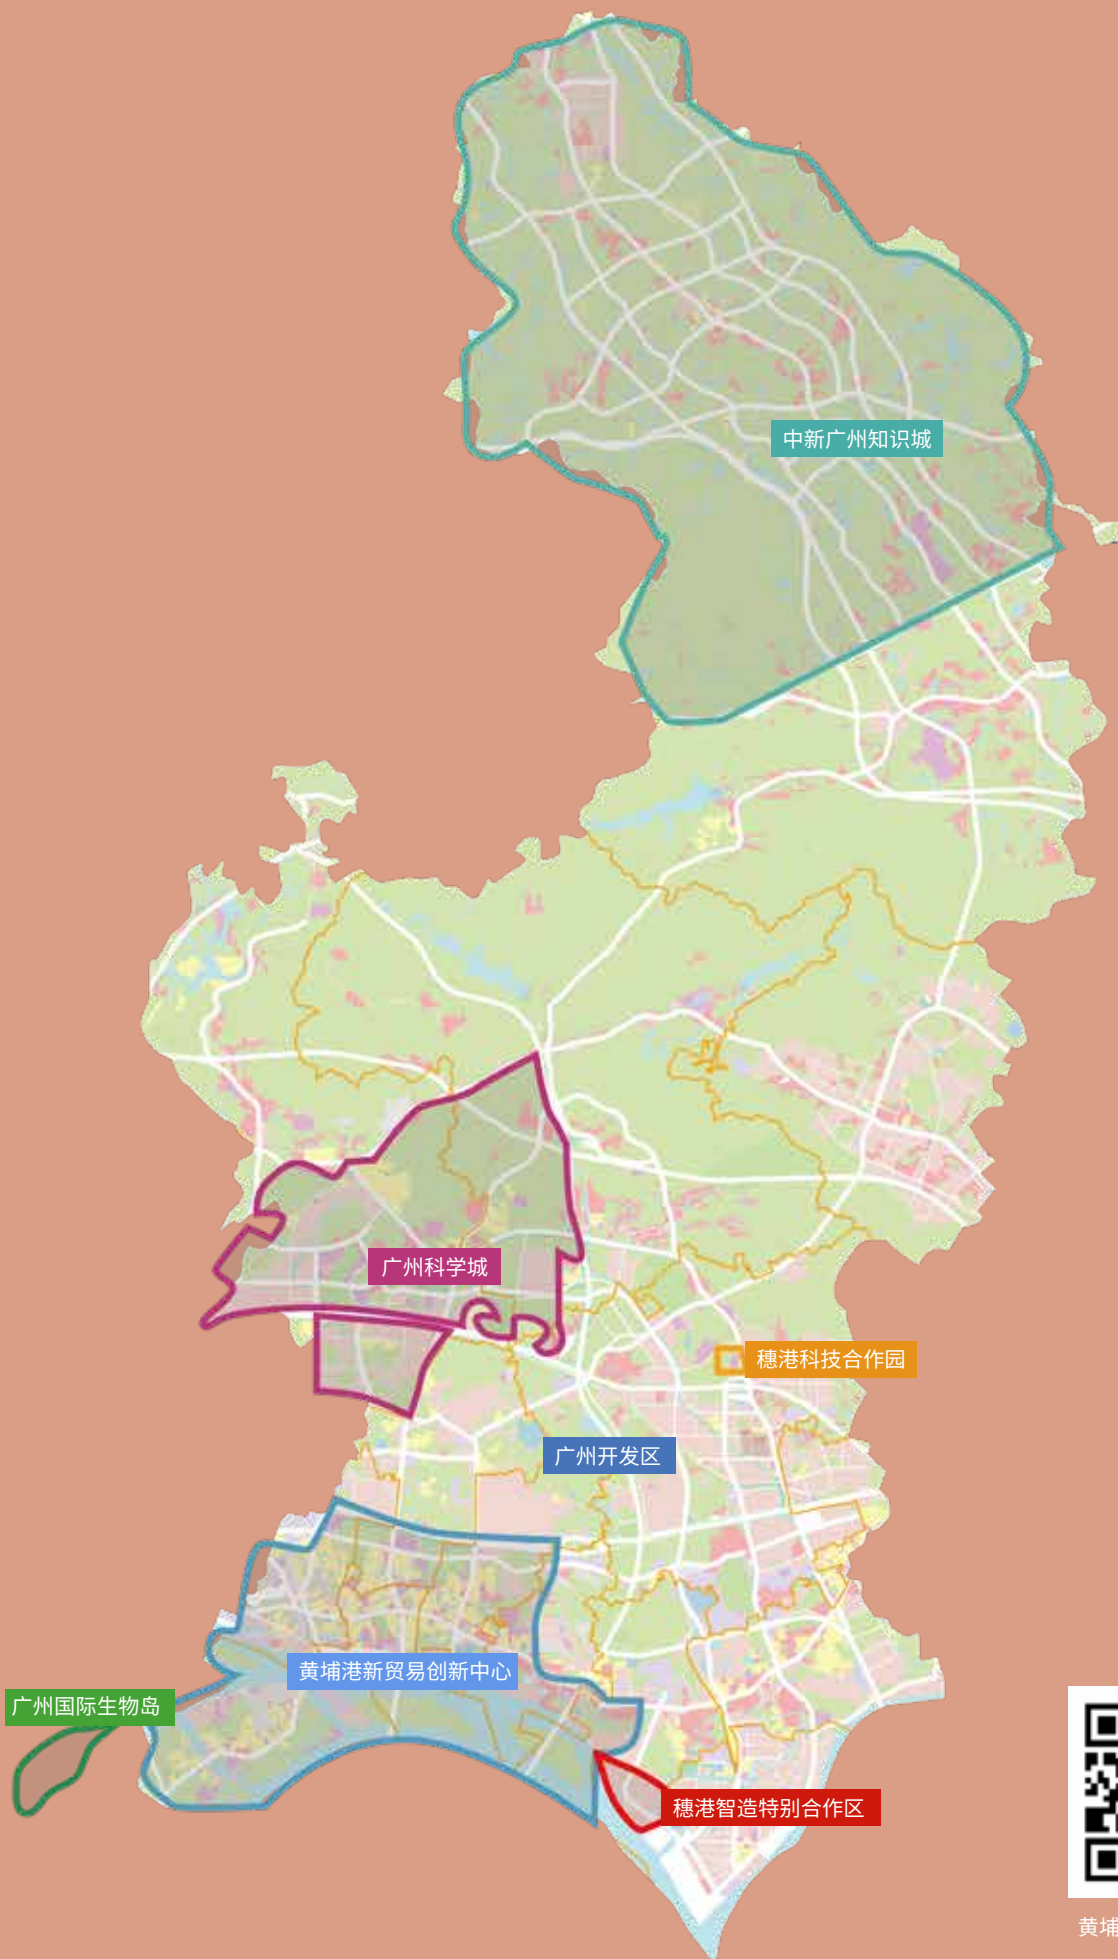 中新广州知识城
广州科学城
穗港科技合作园
广州开发区
黄埔港新贸易创新中心
广州国际生物岛
穗港智造特别合作区
黄埔